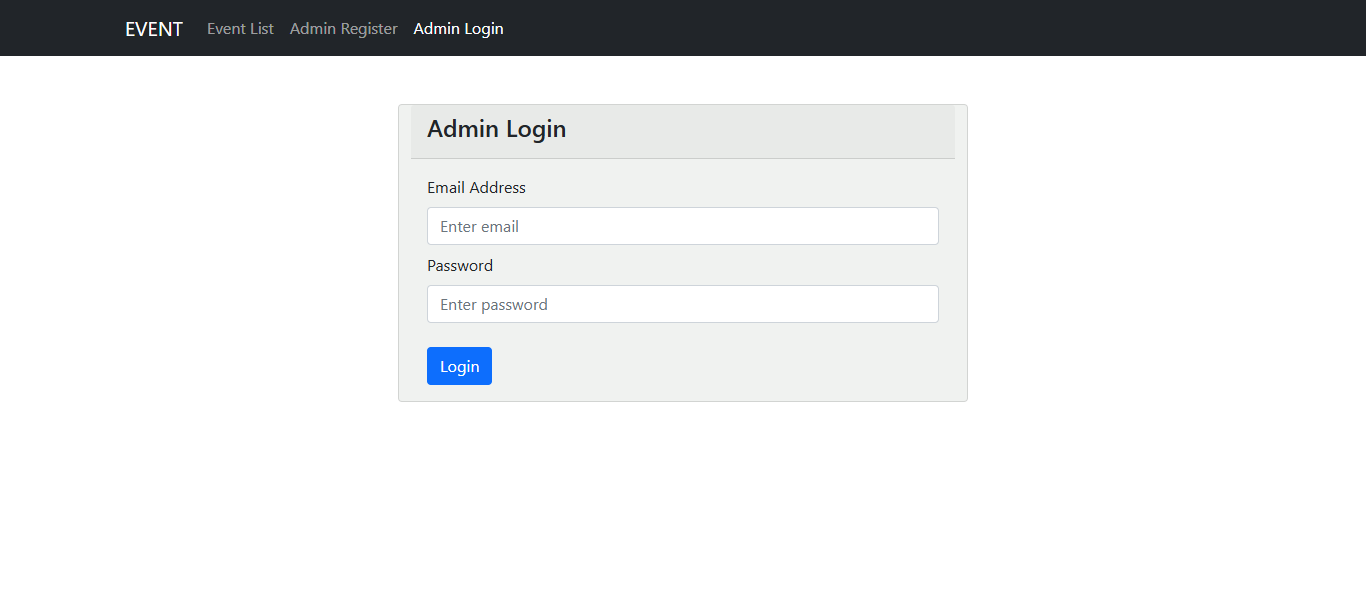 EVENT Event List Admin Register Admin Login
Admin Login
Email Address
Enter email
Password
Enter password
Login